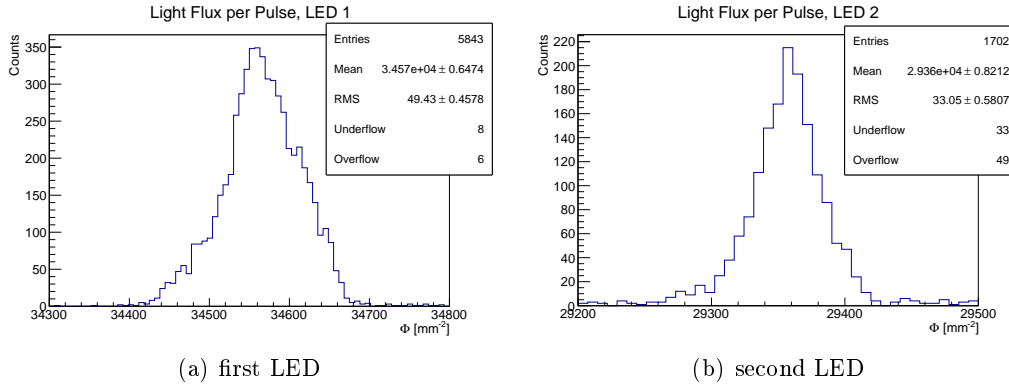 Light Flux per Pulse, LED 1
Counts
Entries 5843
Mean 3.457e+04 ± 0.6474
RMS 49.43 ± 0.4578
Underflow 8
Overflow 6
350
300
250
200
150
100
50
0
34300 34400 34500 34600 34700 34800
Φ [mm⁻²]
(a) first LED
Light Flux per Pulse, LED 2
Counts
Entries 1702
Mean 2.936e+04 ± 0.8212
RMS 33.05 ± 0.5807
Underflow 33
Overflow 49
220
200
180
160
140
120
100
80
60
40
20
0
29200 29300 29400 29500
Φ [mm⁻²]
(b) second LED